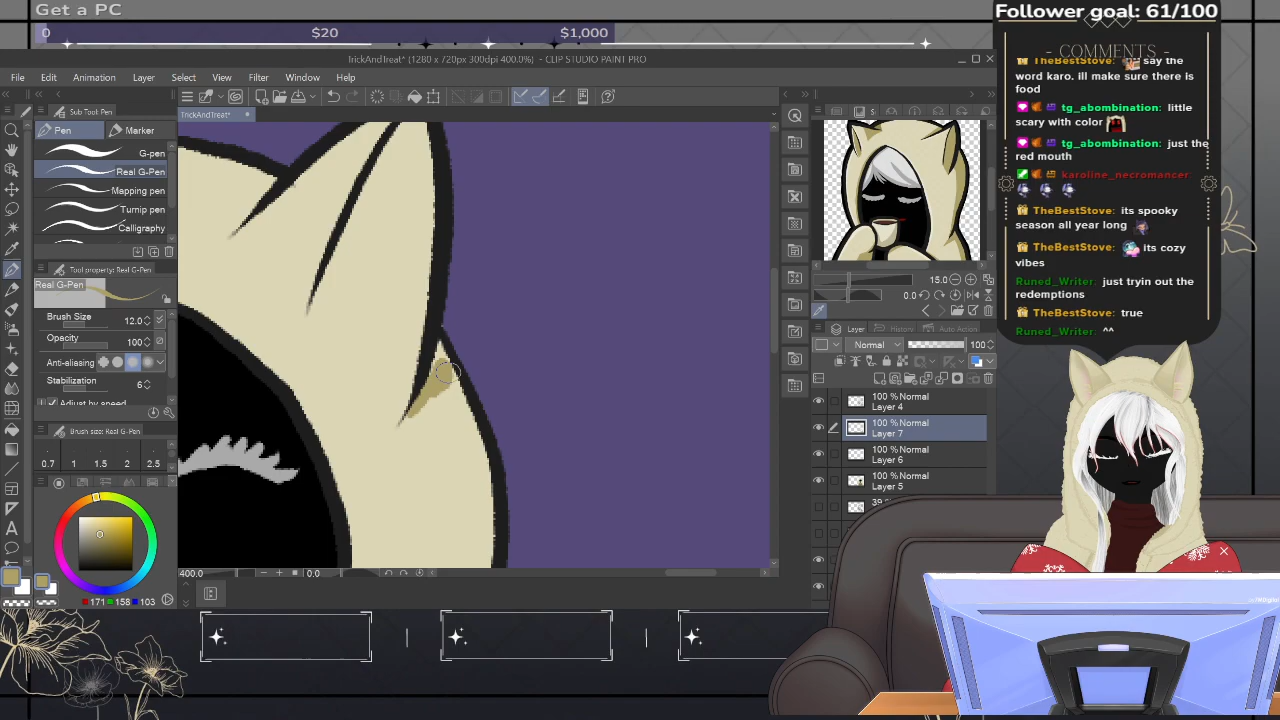 Get a PC
0
$20
$1,000
TrickAndTreat* (1280 x 720px 300dpi 400.0%) - CLIP STUDIO PAINT PRO
File Edit Animation Layer Select View Filter Window Help
Sub Tool Pen
TrickAndTreat*
Pen
Marker
G-pen
Real G-Pen
Mapping pen
Turnip pen
Calligraphy
Tool property: Real G-Pen
Real G-Pen
Brush Size 12.0
Opacity 100
Anti-aliasing
Stabilization 6
Adjust by speed
Brush size: Real G-Pen
0.7 1 1.5 2 2.5
171 158 103
400.0
0.0
15.0
0.0
Layer History Auto Action
Normal 100
100 % Normal
Layer 4
100 % Normal
Layer 7
100 % Normal
Layer 6
100 % Normal
Layer 5
Follower goal: 61/100
- COMMENTS -
TheBestStove: say the
word karo. ill make sure there is
food
tg_abomination: little
scary with color
tg_abomination: just the
red mouth
karoline_necromancer:
TheBestStove: its spooky
season all year long
TheBestStove: its cozy
vibes
Runed_Writer: just tryin out the
redemptions
TheBestStove: true
Runed_Writer: ^^